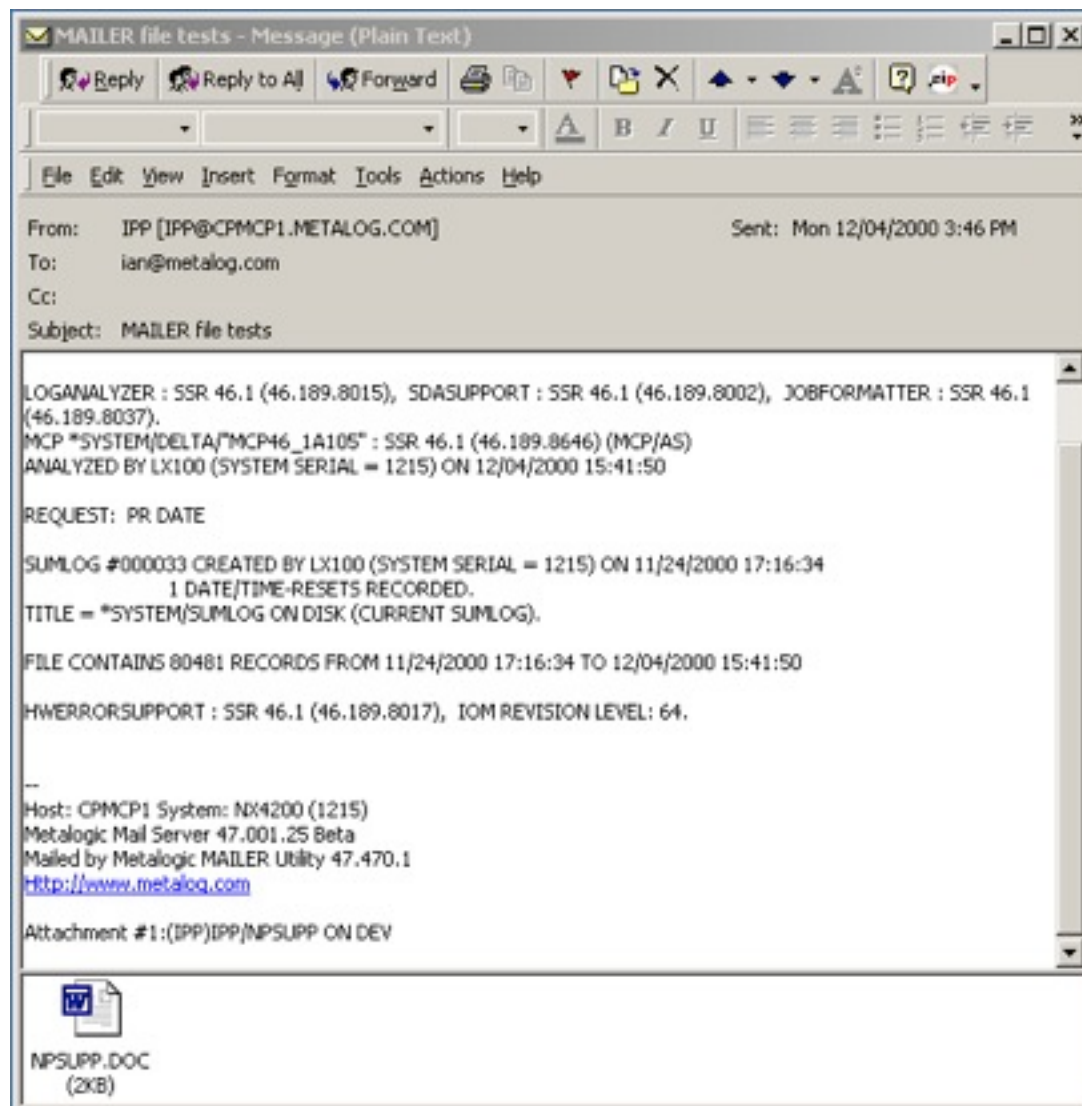 MAILER file tests - Message (Plain Text)
Reply Reply to All Forward zip
A B I U
File Edit View Insert Format Tools Actions Help
From: IPP [IPP@CPMCP1.METALOG.COM] Sent: Mon 12/04/2000 3:46 PM
To: ian@metalog.com
Cc:
Subject: MAILER file tests
LOGANALYZER : SSR 46.1 (46.189.8015), SDASUPPORT : SSR 46.1 (46.189.8002), JOBFORMATTER : SSR 46.1
(46.189.8037).
MCP *SYSTEM/DELTA/"MCP46_1A105" : SSR 46.1 (46.189.8646) (MCP/AS)
ANALYZED BY LX100 (SYSTEM SERIAL = 1215) ON 12/04/2000 15:41:50
REQUEST: PR DATE
SUMLOG #000033 CREATED BY LX100 (SYSTEM SERIAL = 1215) ON 11/24/2000 17:16:34
1 DATE/TIME-RESETS RECORDED.
TITLE = *SYSTEM/SUMLOG ON DISK (CURRENT SUMLOG).
FILE CONTAINS 80481 RECORDS FROM 11/24/2000 17:16:34 TO 12/04/2000 15:41:50
HWERRORSUPPORT : SSR 46.1 (46.189.8017), IOM REVISION LEVEL: 64.
--
Host: CPMCP1 System: NX4200 (1215)
Metalogic Mail Server 47.001.25 Beta
Mailed by Metalogic MAILER Utility 47.470.1
Http://www.metalog.com
Attachment #1:(IPP)IPP/NPSUPP ON DEV
NPSUPP.DOC
(2KB)